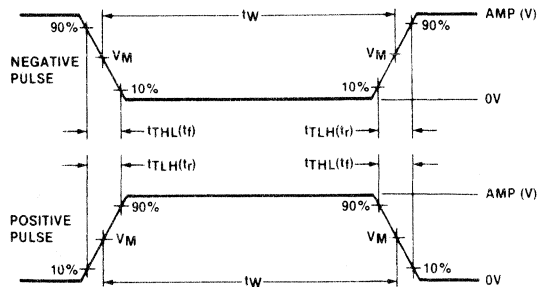 tW
AMP (V)
90%
90%
VM
VM
NEGATIVE
PULSE
10%
10%
0V
tTHL(tf)
tTLH(tr)
tTLH(tr)
tTHL(tf)
AMP (V)
90%
90%
POSITIVE
PULSE
VM
VM
10%
10%
tW
0V